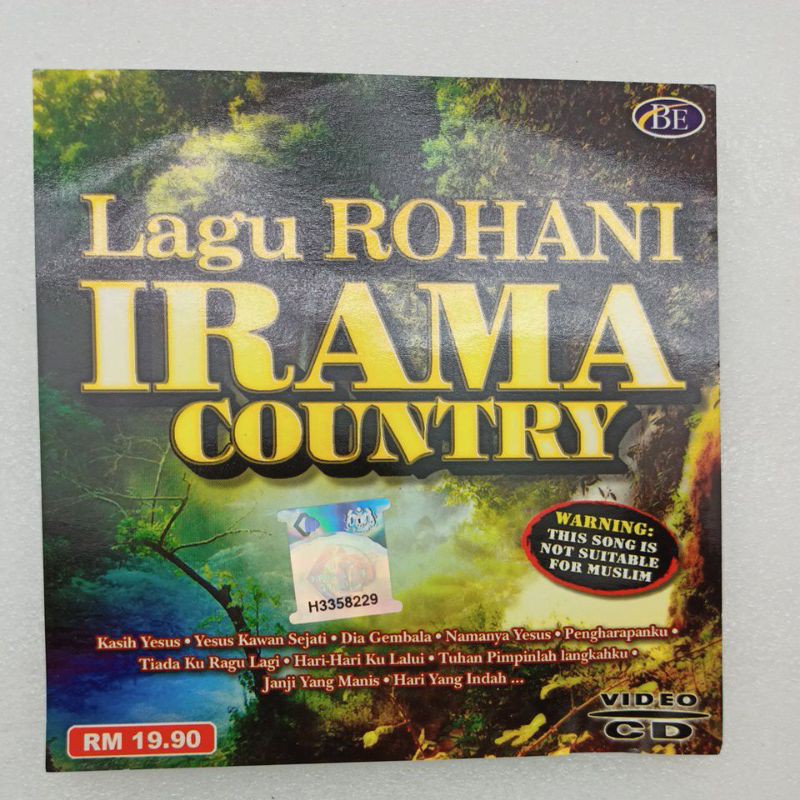 BE
Lagu ROHANI
IRAMA
COUNTRY
WARNING:
THIS SONG IS
NOT SUITABLE
FOR MUSLIM
H3358229
Kasih Yesus • Yesus Kawan Sejati • Dia Gembala • Namanya Yesus • Pengharapanku •
Tiada Ku Ragu Lagi • Hari-Hari Ku Lalui • Tuhan Pimpinlah langkahku •
Janji Yang Manis • Hari Yang Indah ...
RM 19.90
VIDEO
CD